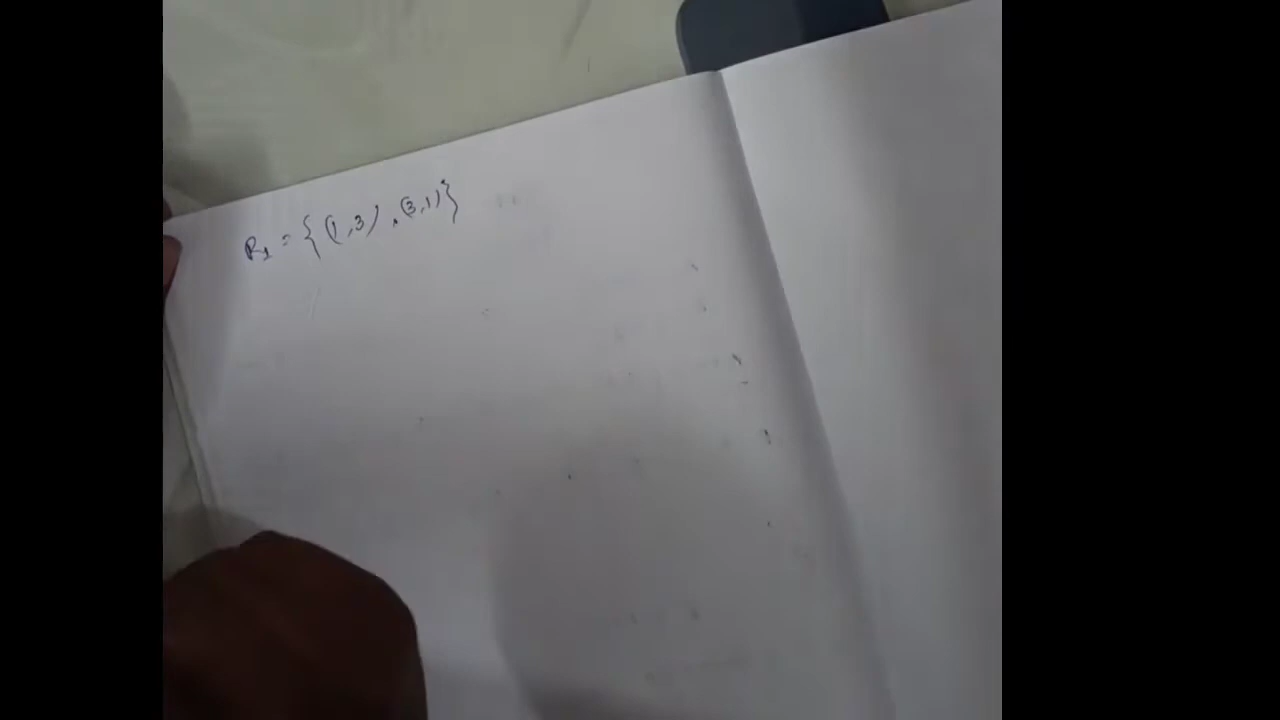 R₁ = {(1,3), (3,1)}